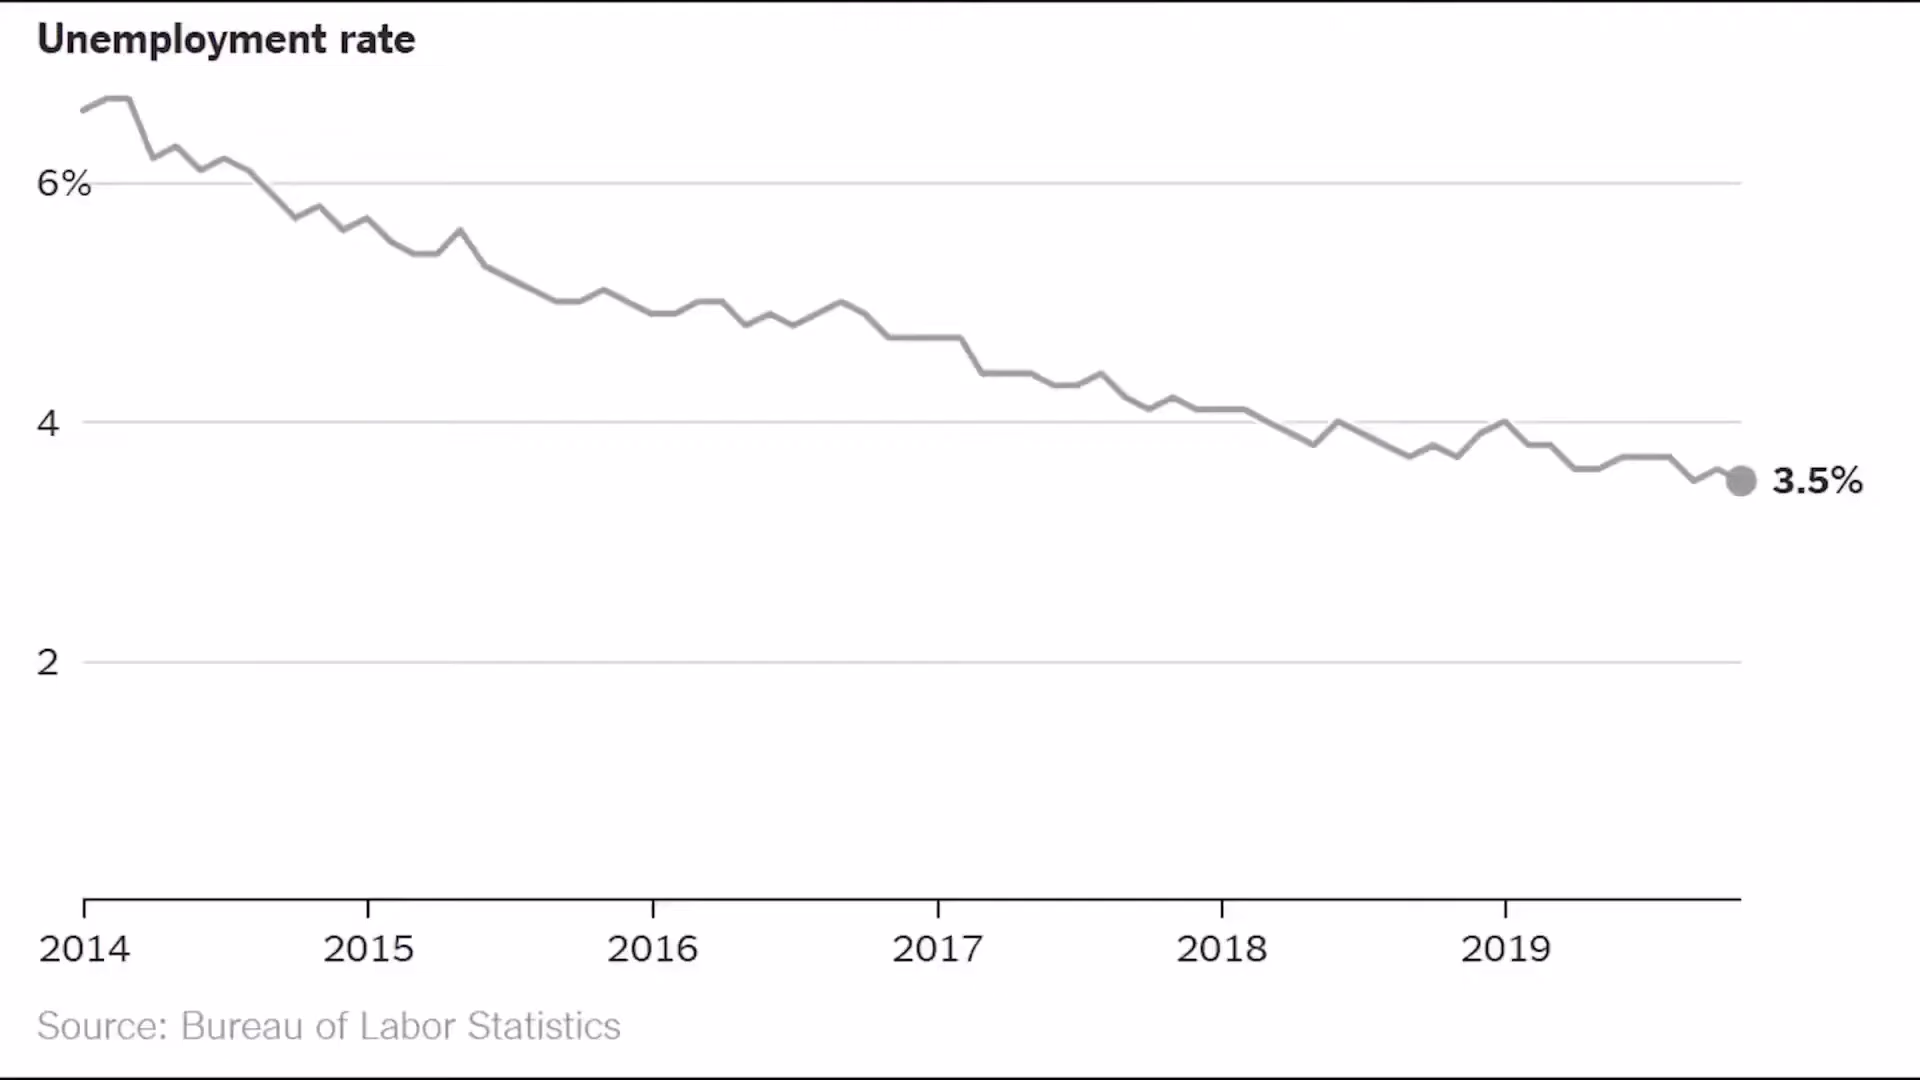 Unemployment rate
6%
4
3.5%
2
2014 2015 2016 2017 2018 2019
Source: Bureau of Labor Statistics